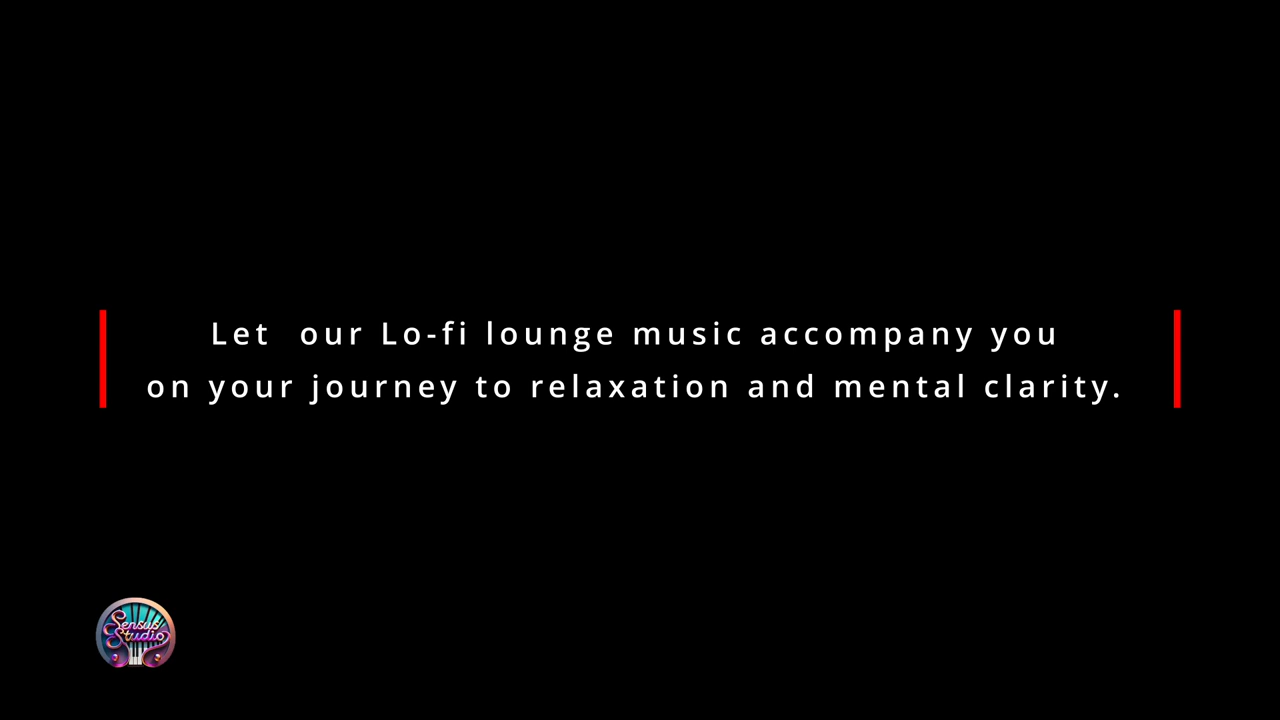 Let  our Lo-fi lounge music accompany you
on your journey to relaxation and mental clarity.
Sensus
Studio